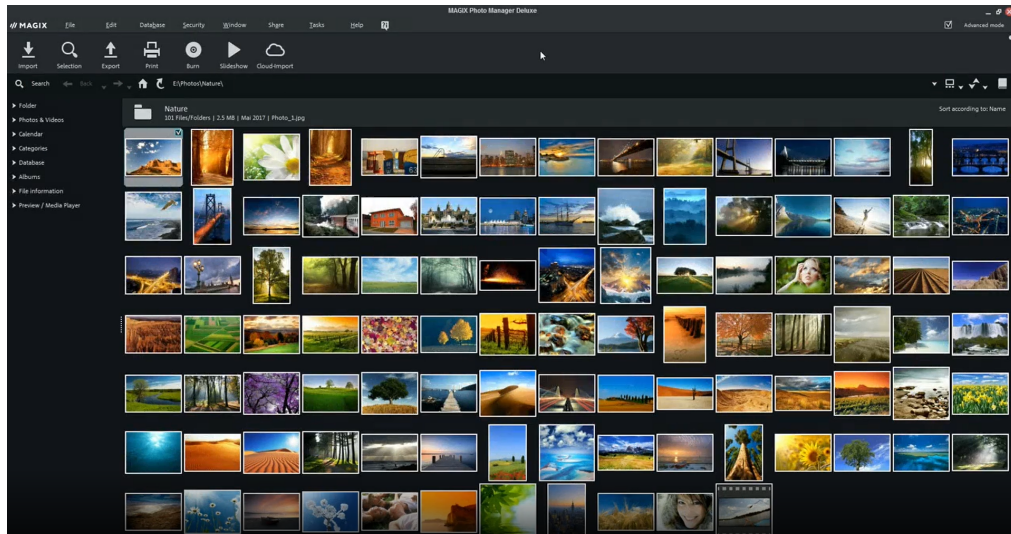 MAGIX Photo Manager Deluxe
MAGIX File Edit Database Security Window Share Tasks Help Advanced mode
Import Selection Export Print Burn Slideshow Cloud-Import
Search Back E:\Photos\Nature\
Folder
Photos & Videos
Calendar
Categories
Database
Albums
File information
Preview / Media Player
Nature
101 Files/Folders | 2.5 MB | Mai 2017 | Photo_1.jpg
Sort according to: Name